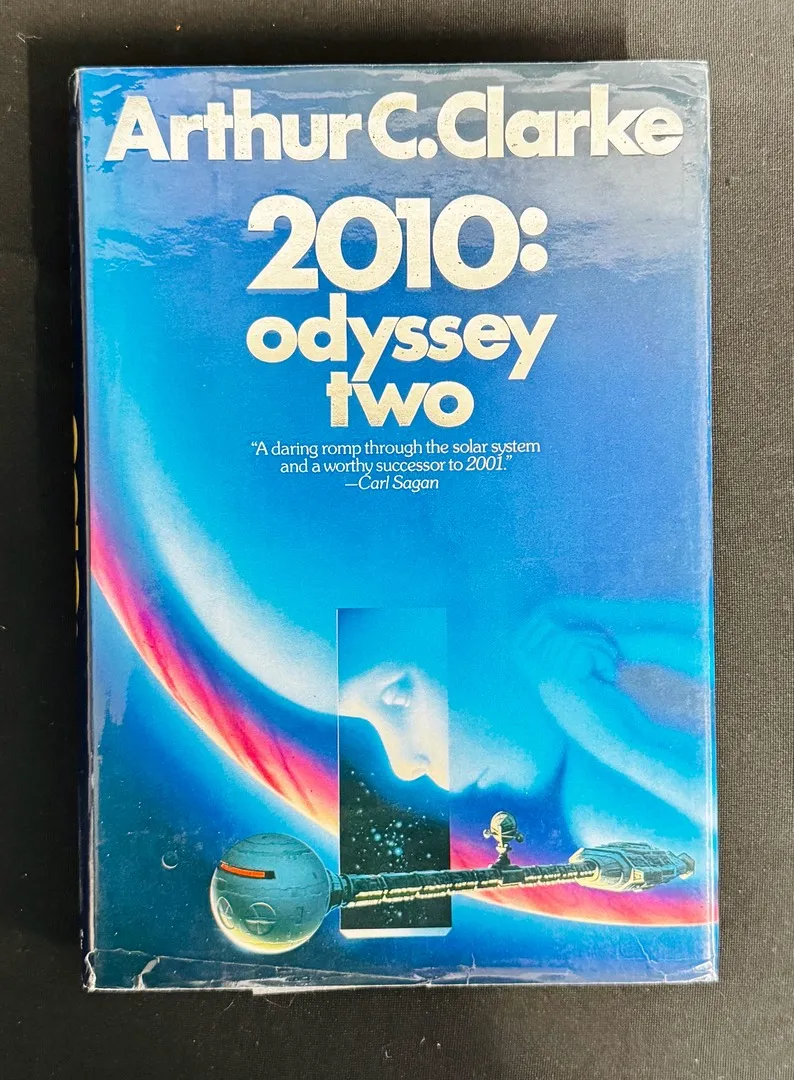 Arthur C. Clarke
2010:
odyssey
two
“A daring romp through the solar system
and a worthy successor to 2001.”
—Carl Sagan